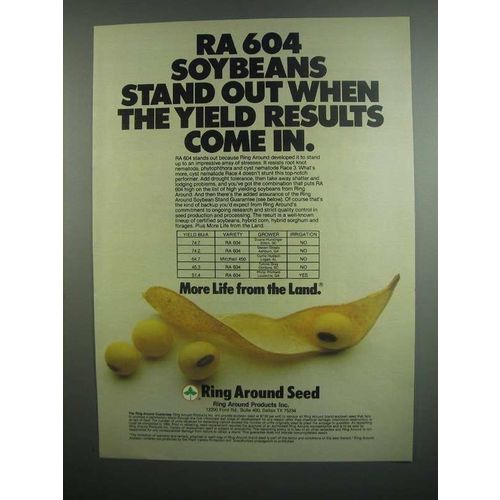 RA 604
SOYBEANS
STAND OUT WHEN
THE YIELD RESULTS
COME IN.
RA 604 stands out because Ring Around developed it to stand
up to an impressive array of stresses. It resists root knot
nematode, phytophthora and cyst nematode Race 3. What's
more, cyst nematode Race 4 doesn't stunt this top-notch
performer. Add drought tolerance, then take away shatter and
lodging problems, and you've got the combination that puts RA
604 high on the list of high yielding soybeans from Ring
Around. And then there's the added assurance of the Ring
Around Soybean Stand Guarantee (see below). Of course that's
the kind of backup you'd expect from Ring Around's
commitment to ongoing research and strict quality control in
seed production and processing. The result is a well-known
lineup of certified soybeans, hybrid corn, hybrid sorghum and
forages. Plus More Life from the Land.
YIELD BU/A VARIETY GROWER IRRIGATION
74.2 RA 604 NO
74.2 RA 604 NO
64.7 Mitchell 450 NO
45.3 RA 604 NO
51.4 RA 604 YES
More Life from the Land.®
Ring Around Seed
Ring Around Products Inc.
Dallas TX
The Ring Around Guarantee